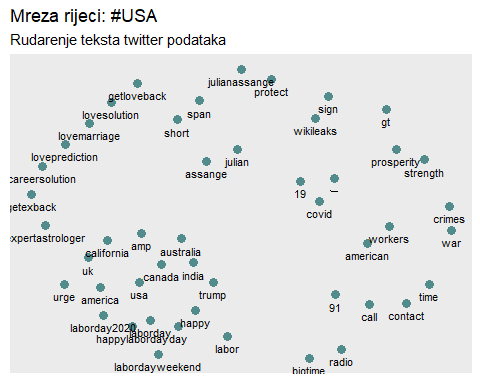 Mreza rijeci: #USA
Rudarenje teksta twitter podataka
julianassange
protect
getloveback
lovesolution
span
sign
gt
short
wikileaks
lovemarriage
loveprediction
julian
assange
prosperity
strength
careersolution
19
covid
getexback
crimes
war
expertastrologer
california
amp
australia
workers
american
uk
canada
india
urge
america
usa
trump
time
91
call
contact
laborday2020
laborday
happy
happylabordayday
labor
labordayweekend
radio
bigtime